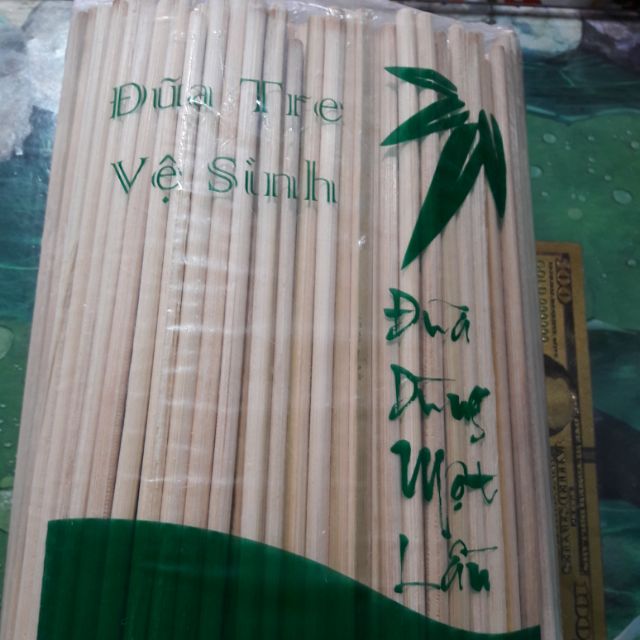 Đũa Tre
Vệ Sinh
Đũa
Dùng
Một
Lần